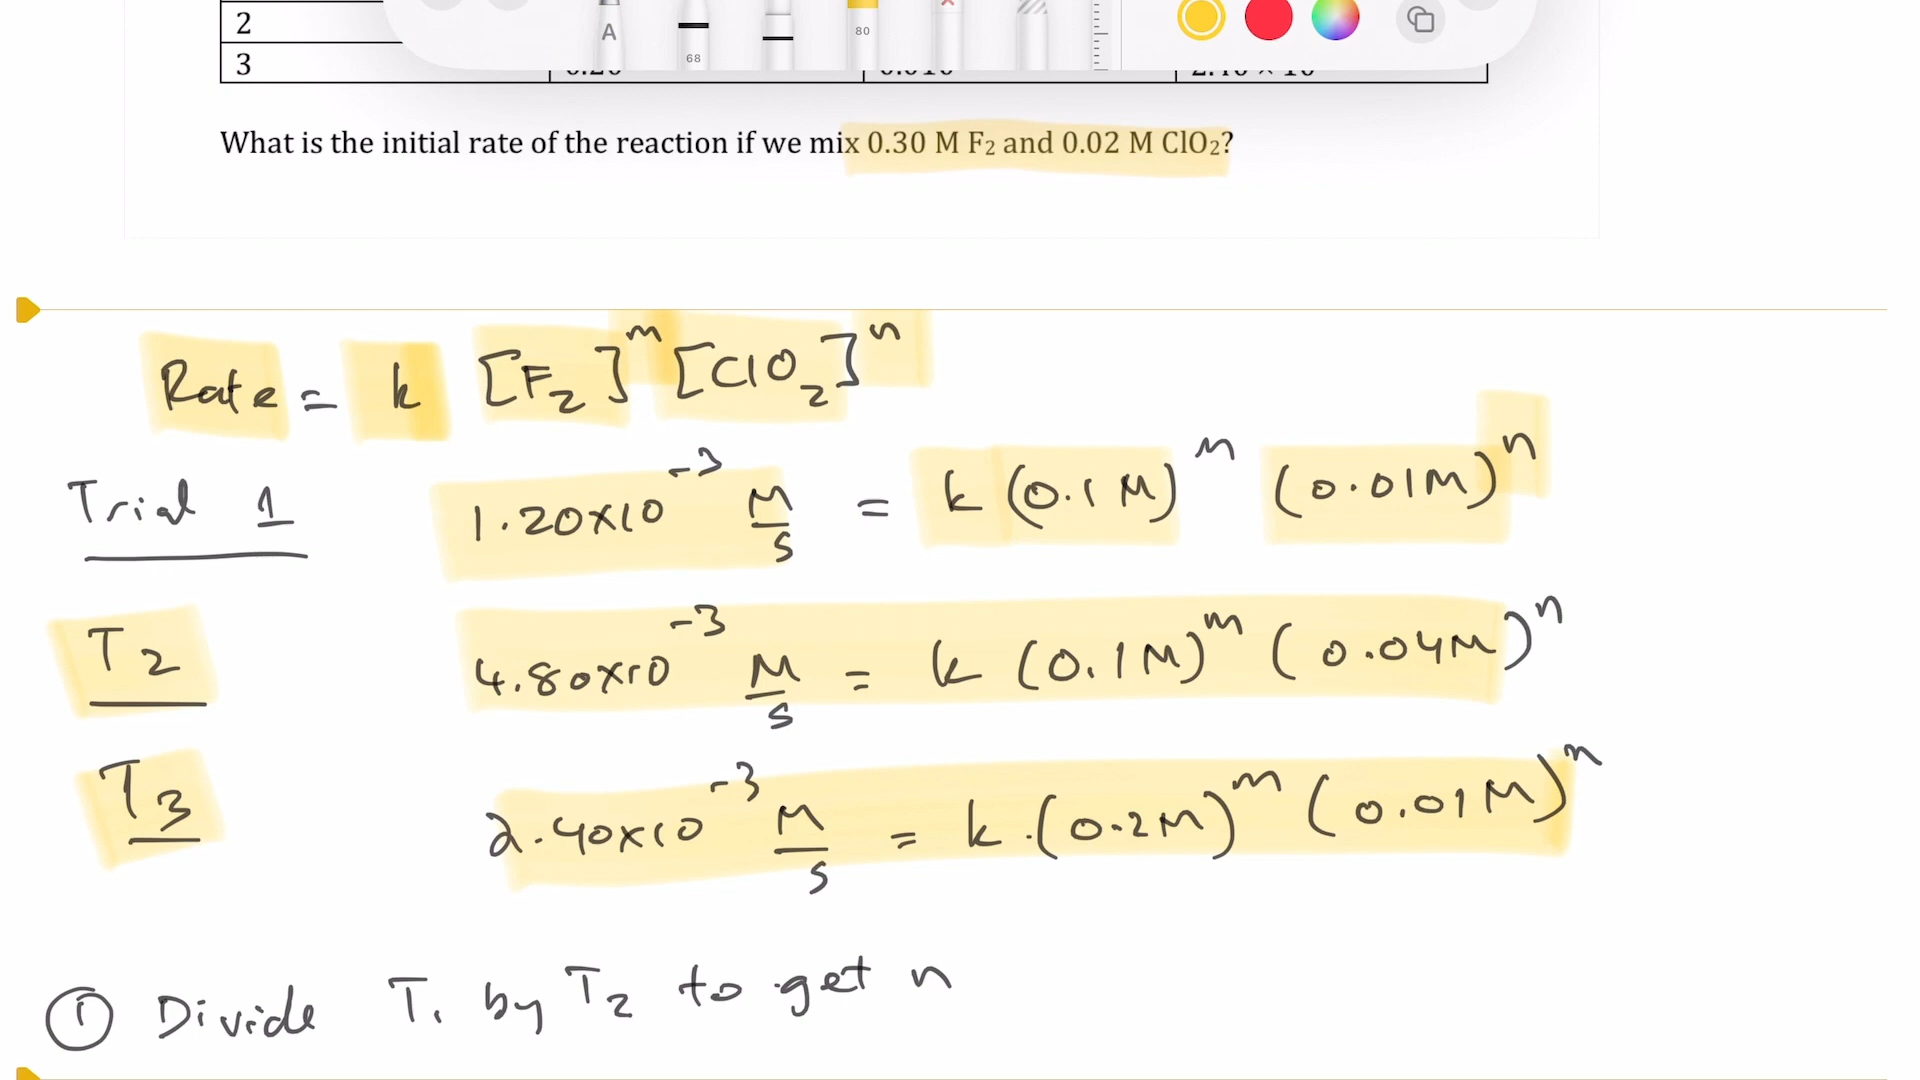 2
A
68
80
3
What is the initial rate of the reaction if we mix 0.30 M F₂ and 0.02 M ClO₂?
Rate = k [F₂]ᵐ [ClO₂]ⁿ
Trial 1 1.20x10⁻³ M/s = k (0.1 M)ᵐ (0.01M)ⁿ
T₂ 4.80x10⁻³ M/s = k (0.1M)ᵐ (0.04M)ⁿ
T₃ 2.40x10⁻³ M/s = k.(0.2M)ᵐ (0.01M)ⁿ
① Divide T₁ by T₂ to get n